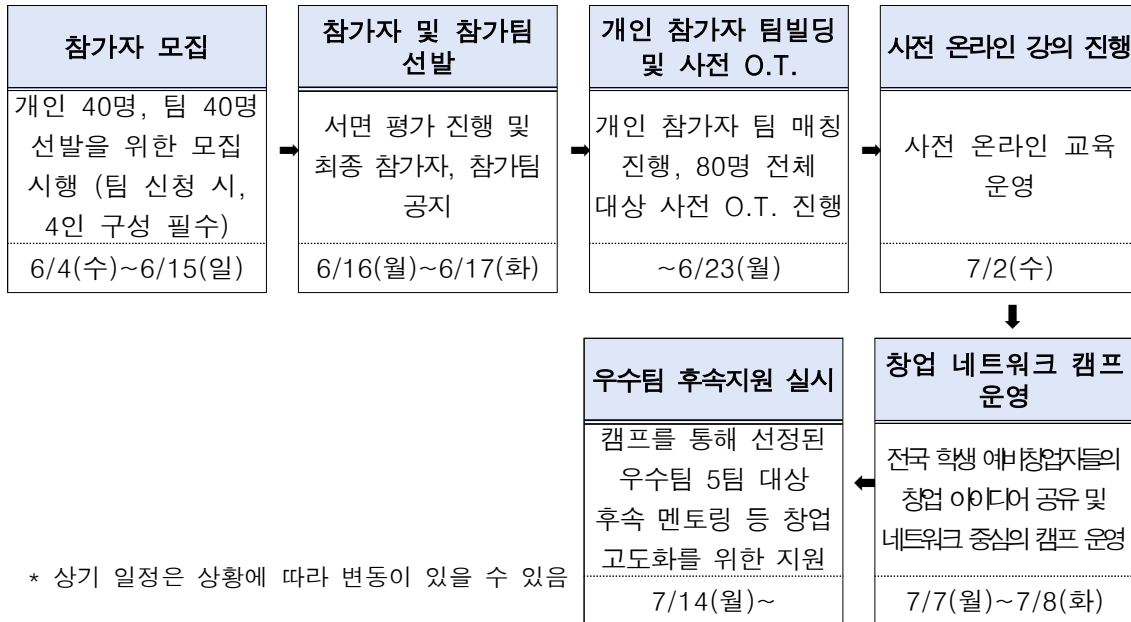 참가자 모집
개인 40명, 팀 40명
선발을 위한 모집
시행 (팀 신청 시,
4인 구성 필수)
6/4(수)~6/15(일)
참가자 및 참가팀
선발
서면 평가 진행 및
최종 참가자, 참가팀
공지
6/16(월)~6/17(화)
개인 참가자 팀빌딩
및 사전 O.T.
개인 참가자 팀 매칭
진행, 80명 전체
대상 사전 O.T. 진행
~6/23(월)
사전 온라인 강의 진행
사전 온라인 교육
운영
7/2(수)
창업 네트워크 캠프
운영
전국 학생 예비창업자들의
창업 아이디어 공유 및
네트워크 중심의 캠프 운영
7/7(월)~7/8(화)
우수팀 후속지원 실시
캠프를 통해 선정된
우수팀 5팀 대상
후속 멘토링 등 창업
고도화를 위한 지원
7/14(월)~
* 상기 일정은 상황에 따라 변동이 있을 수 있음